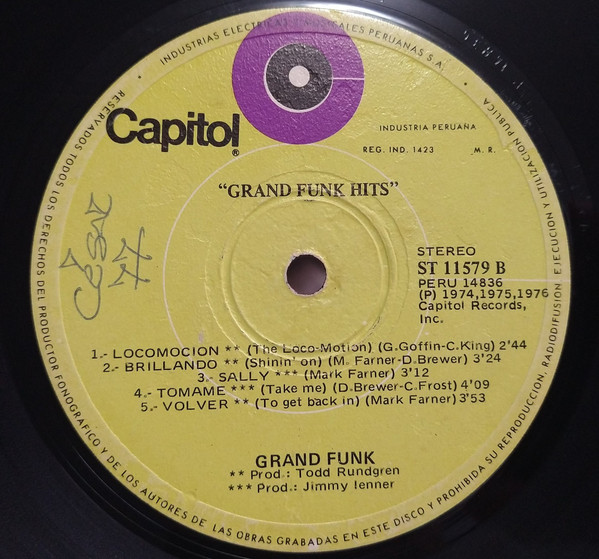 INDUSTRIAS ELECTRICAS Y MUSICALES PERUANAS S.A.
Capitol®
INDUSTRIA PERUAÑA
REG. IND. 1423 M. R.
“GRAND FUNK HITS”
Cesar
77
STEREO
ST 11579 B
PERU 14836
(P) 1974,1975,1976
Capitol Records,
Inc.
1.- LOCOMOCION ** (The Loco-Motion) (G.Goffin-C.King) 2'44
2.- BRILLANDO ** (Shinin' on) (M. Farner-D.Brewer) 3'24
3.- SALLY *** (Mark Farner) 3'12
4.- TOMAME *** (Take me) (D.Brewer-C.Frost) 4'09
5.- VOLVER ** (To get back in) (Mark Farner) 3'53
GRAND FUNK
** Prod.: Todd Rundgren
*** Prod.: Jimmy Ienner
RESERVADOS TODOS LOS DERECHOS DEL PRODUCTOR FONOGRAFICO Y DE LOS AUTORES DE LAS OBRAS GRABADAS EN ESTE DISCO Y PROHIBIDA SU REPRODUCCION, RADIODIFUSION, EJECUCION Y UTILIZACION PUBLICA